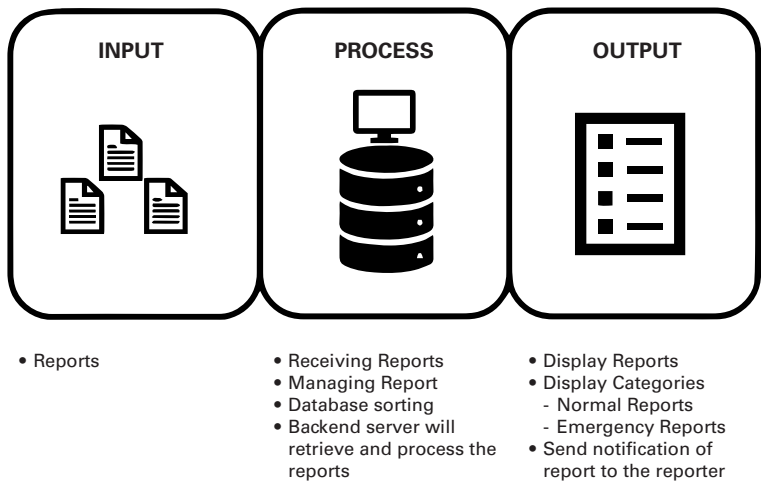 INPUT
PROCESS
OUTPUT
• Reports
• Receiving Reports
• Managing Report
• Database sorting
• Backend server will
retrieve and process the
reports
• Display Reports
• Display Categories
- Normal Reports
- Emergency Reports
• Send notification of
report to the reporter